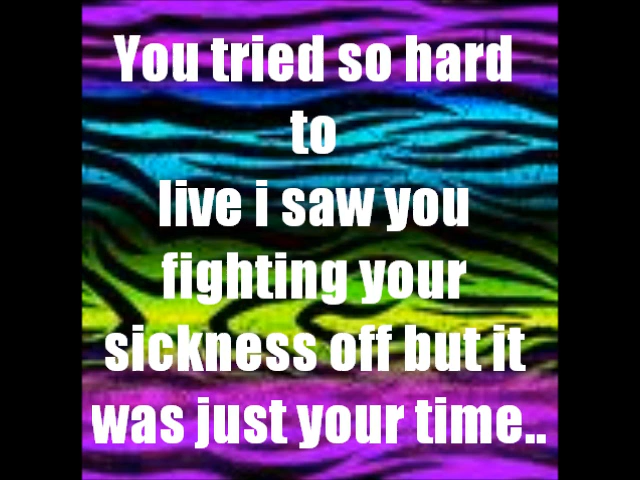 You tried so hard
to
live i saw you
fighting your
sickness off but it
was just your time..